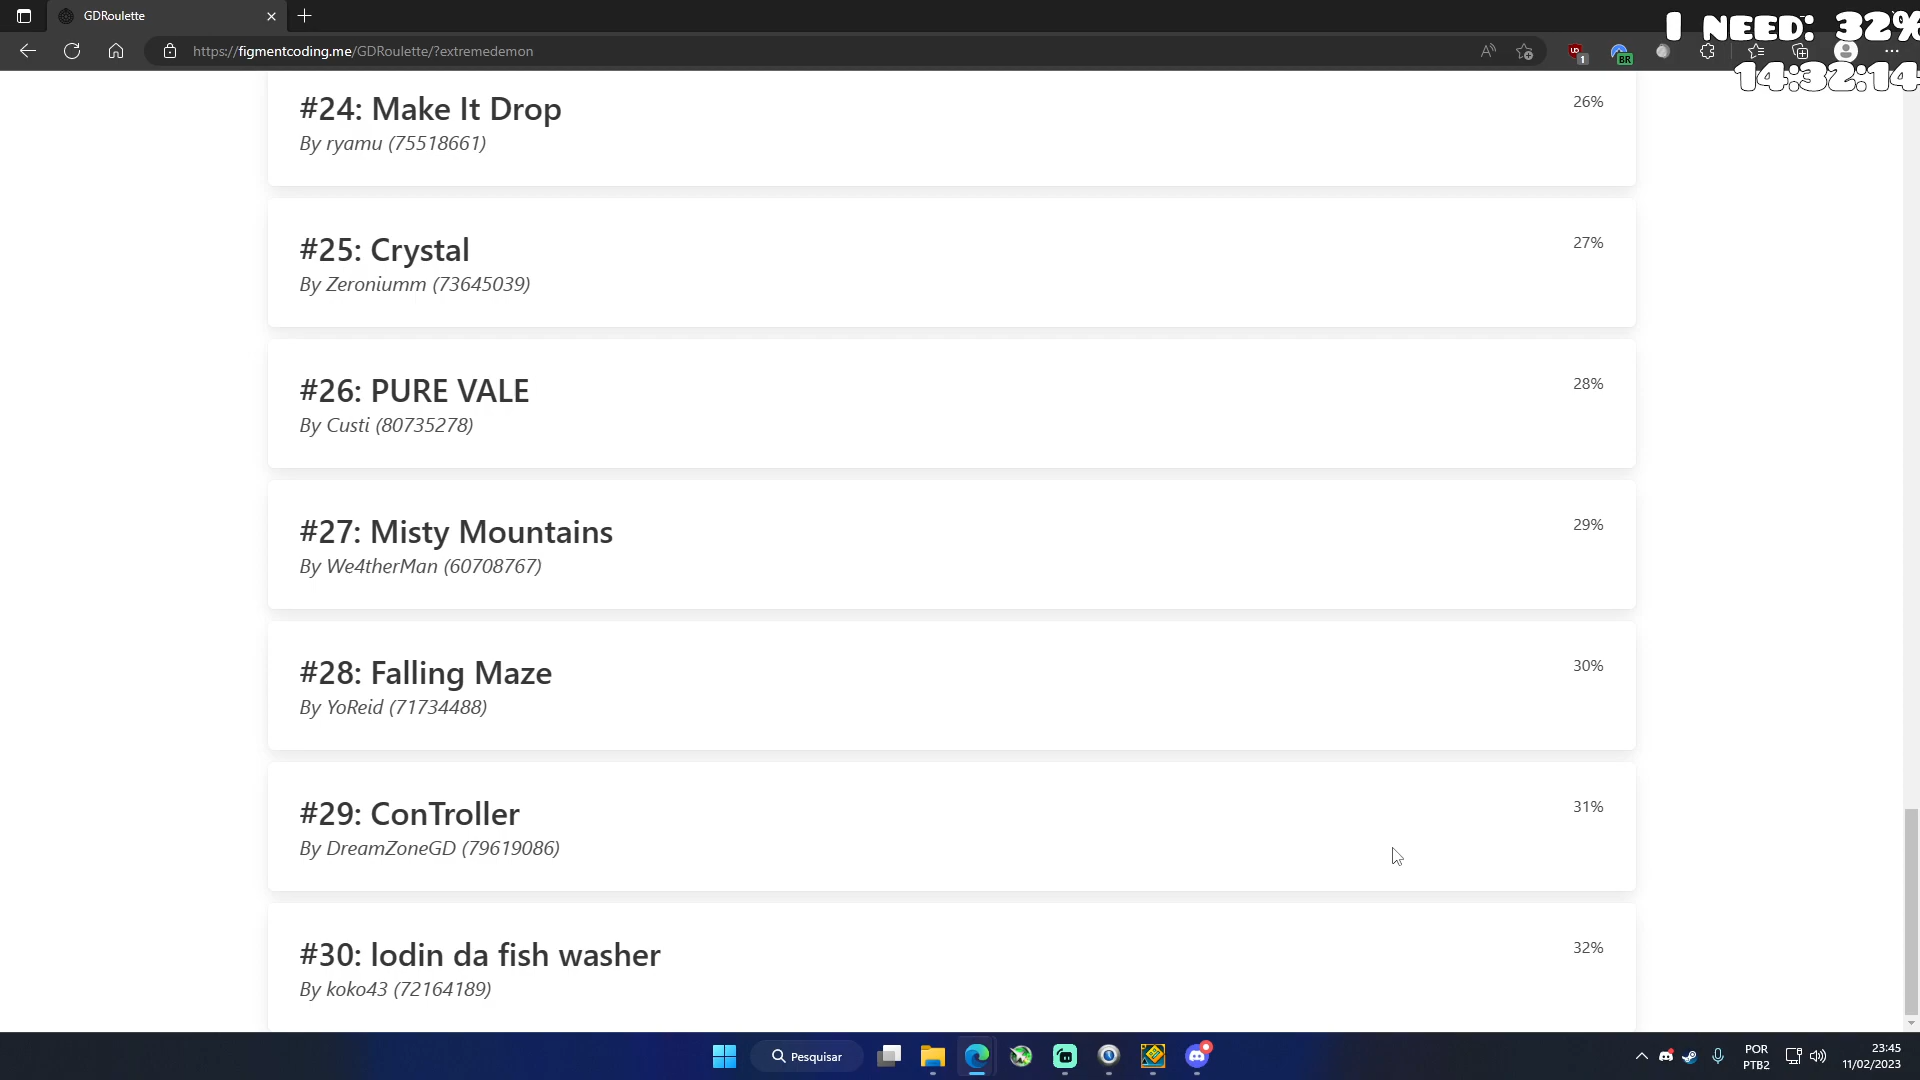 GDRoulette
I NEED: 32%
https://figmentcoding.me/GDRoulette/?extremedemon
1
BR
14:32:14
#24: Make It Drop
26%
By ryamu (75518661)
#25: Crystal
27%
By Zeroniumm (73645039)
#26: PURE VALE
28%
By Custi (80735278)
#27: Misty Mountains
29%
By We4therMan (60708767)
#28: Falling Maze
30%
By YoReid (71734488)
#29: ConTroller
31%
By DreamZoneGD (79619086)
#30: lodin da fish washer
32%
By koko43 (72164189)
Pesquisar
POR
PTB2
23:45
11/02/2023